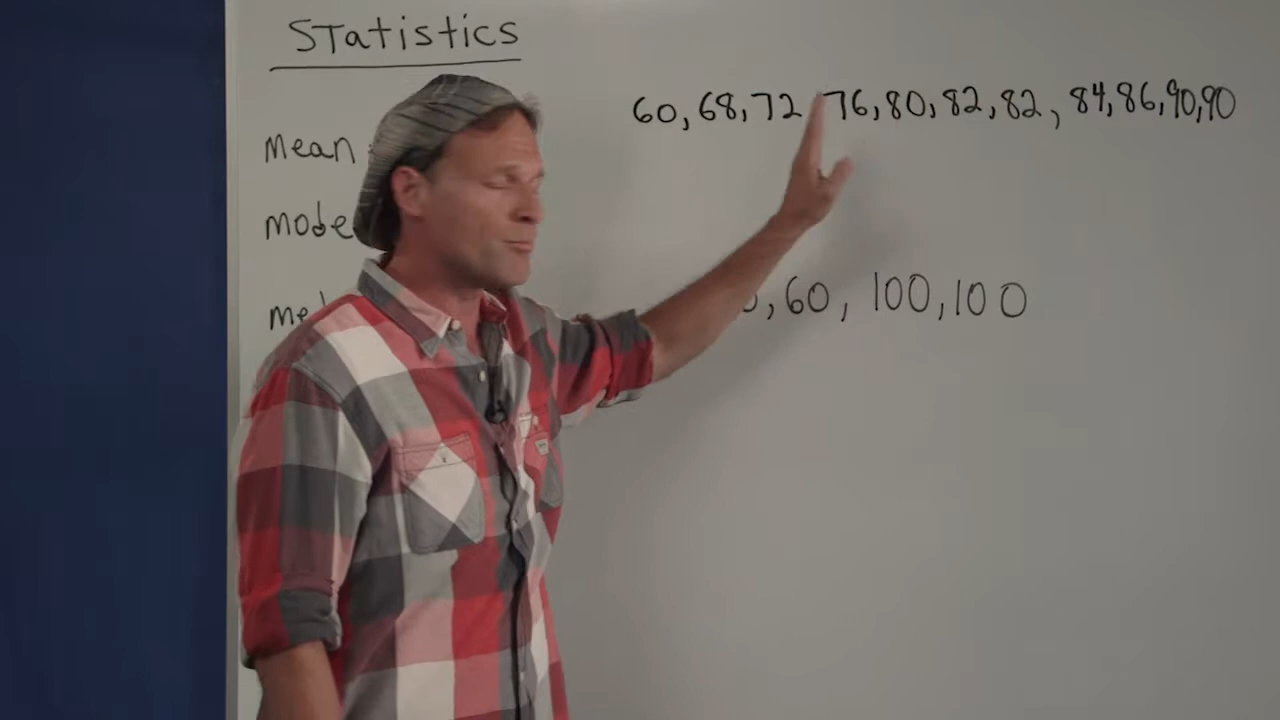 Statistics
60, 68, 72 76, 80, 82, 82, 84, 86, 90, 90
mean
mode
60, 100, 100